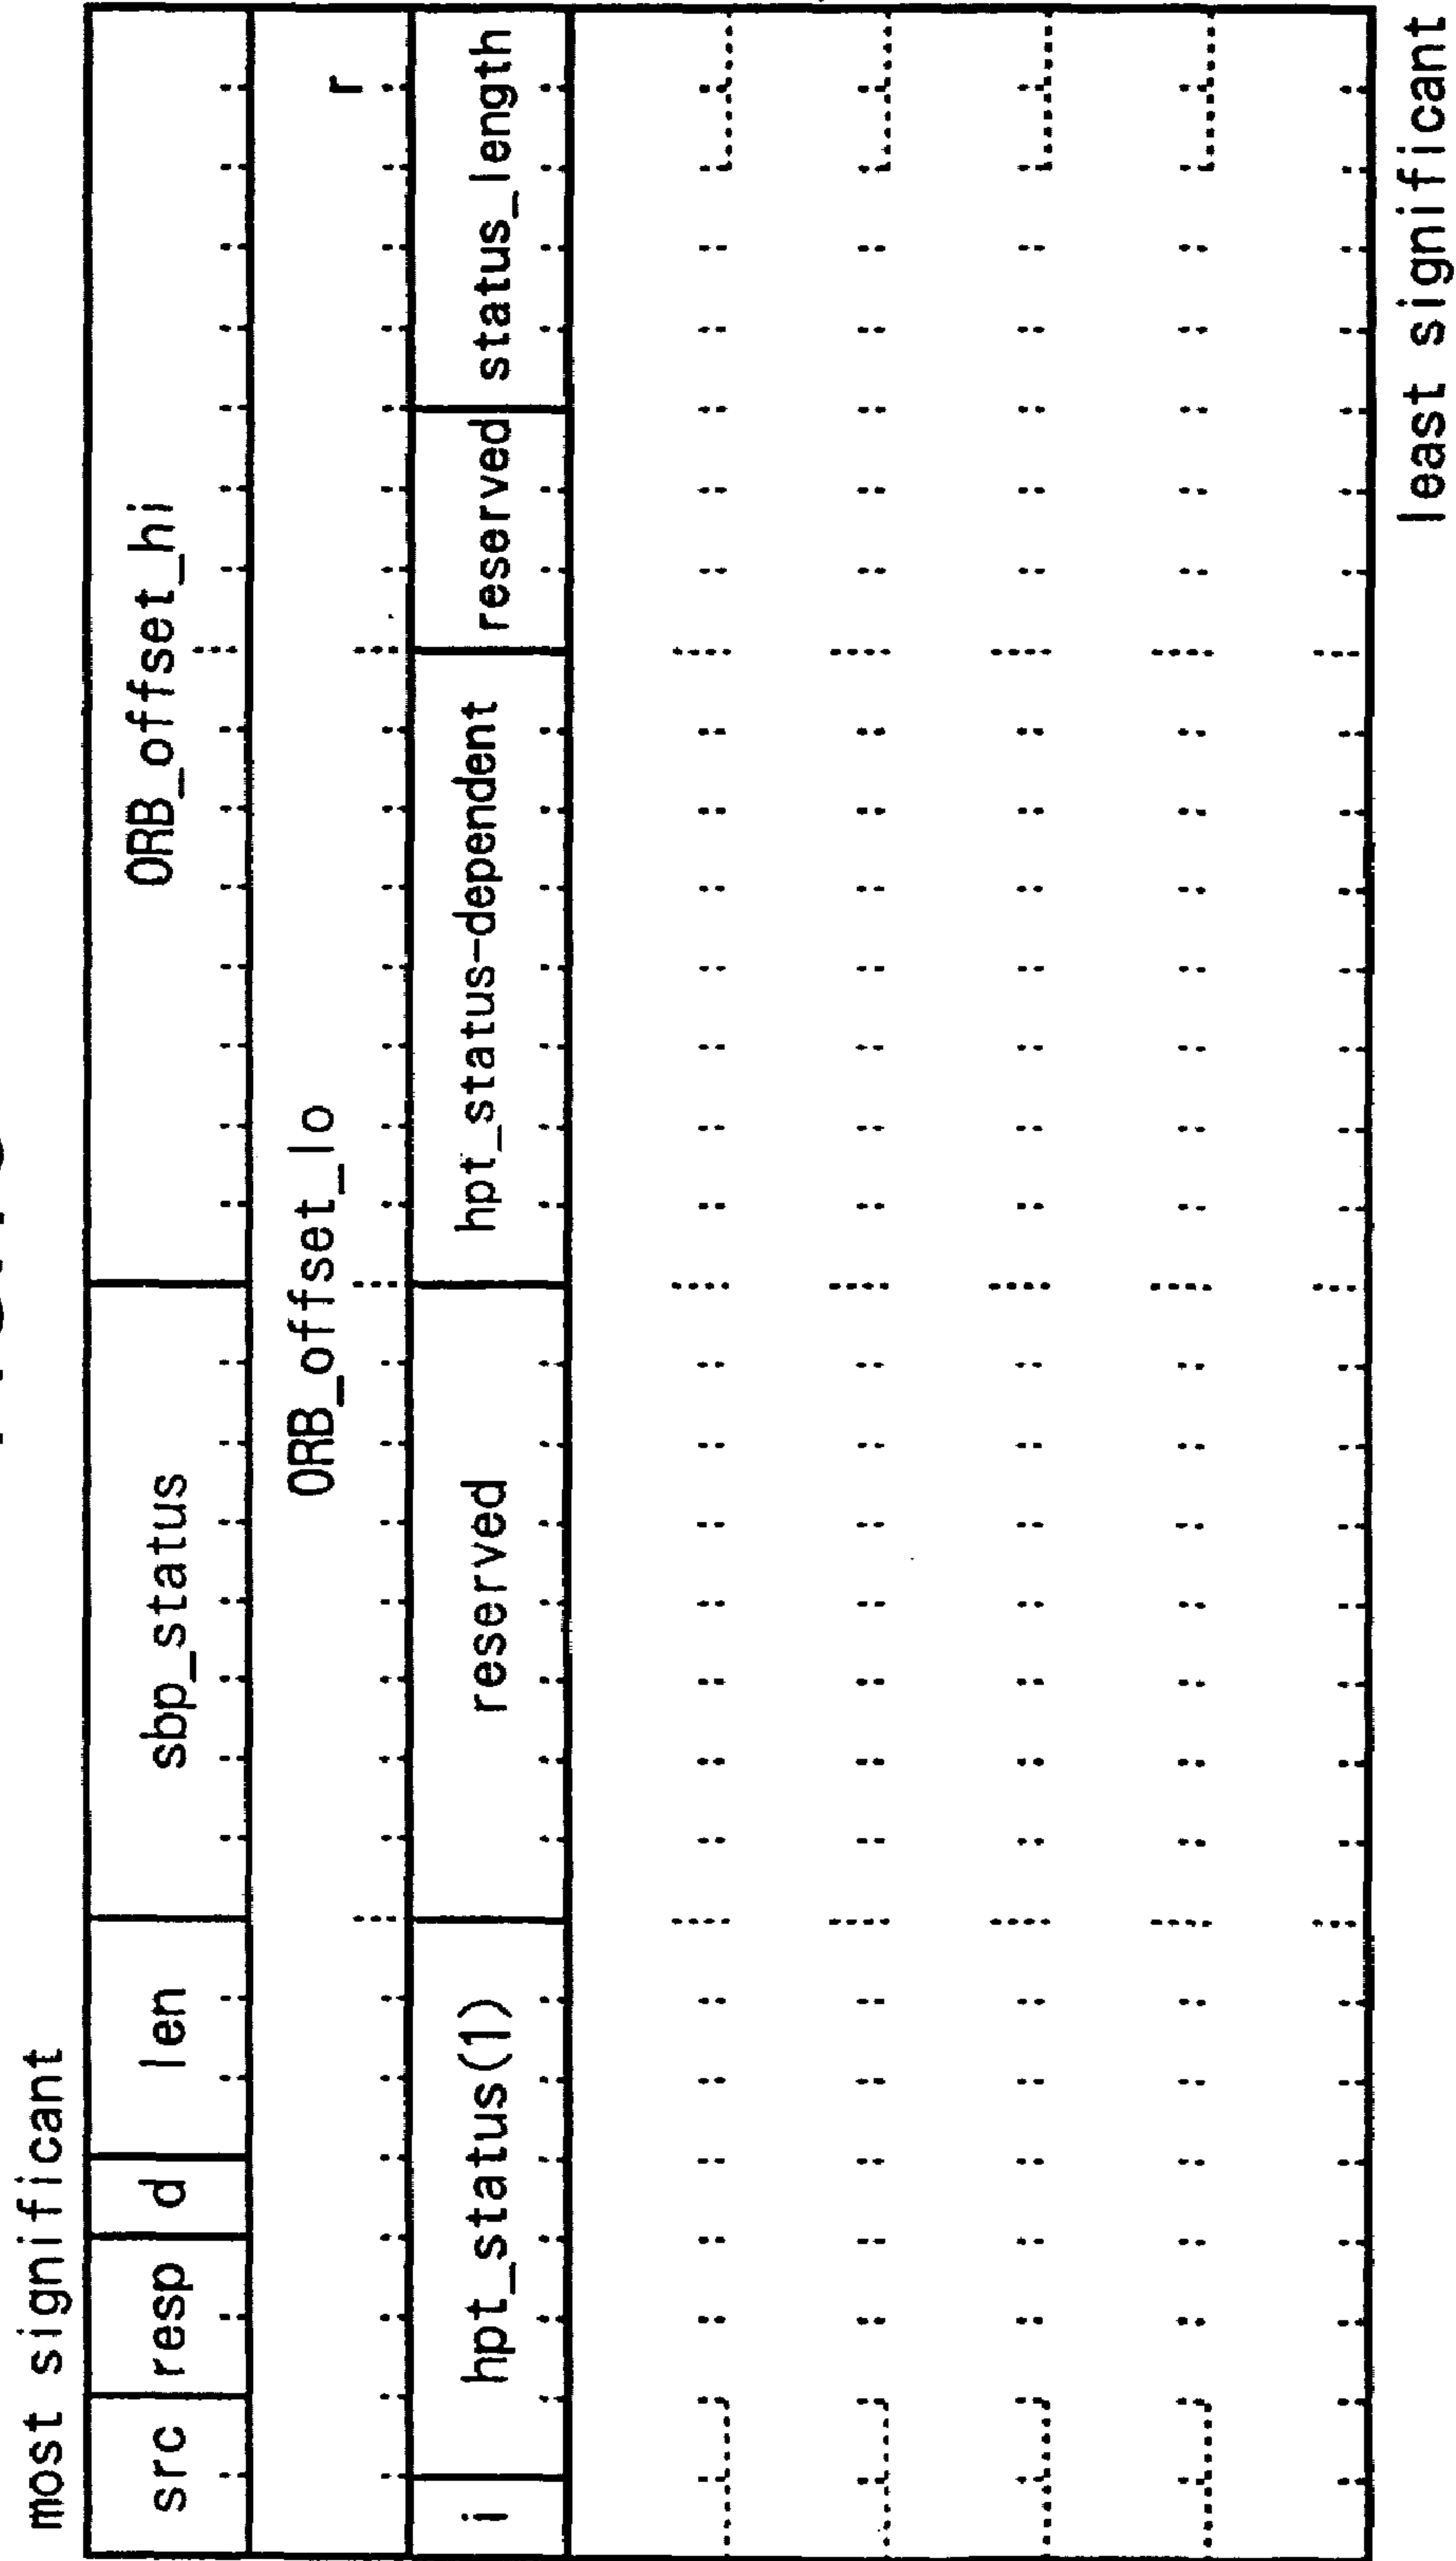 most significant
src resp d len sbp_status ORB_offset_hi
ORB_offset_lo r
i hpt_status(1) reserved hpt_status-dependent reserved status_length
least significant